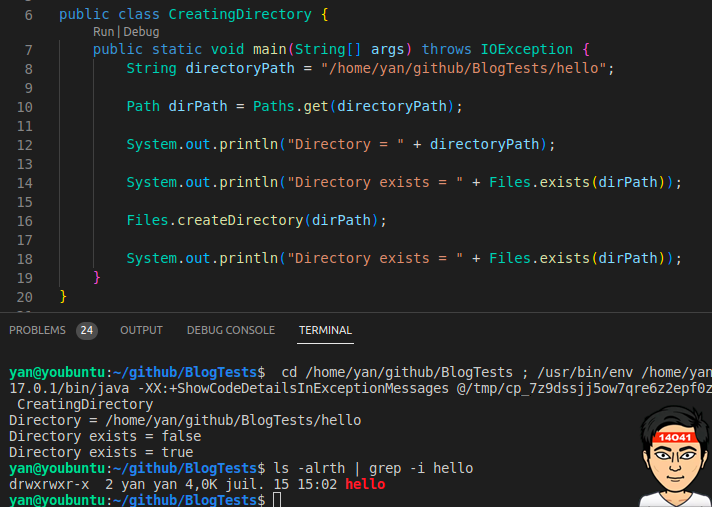 6 public class CreatingDirectory {
Run | Debug
7 public static void main(String[] args) throws IOException {
8 String directoryPath = "/home/yan/github/BlogTests/hello";
9
10 Path dirPath = Paths.get(directoryPath);
11
12 System.out.println("Directory = " + directoryPath);
13
14 System.out.println("Directory exists = " + Files.exists(dirPath));
15
16 Files.createDirectory(dirPath);
17
18 System.out.println("Directory exists = " + Files.exists(dirPath));
19 }
20 }
PROBLEMS 24 OUTPUT DEBUG CONSOLE TERMINAL
yan@youbuntu:~/github/BlogTests$ cd /home/yan/github/BlogTests ; /usr/bin/env /home/yan
17.0.1/bin/java -XX:+ShowCodeDetailsInExceptionMessages @/tmp/cp_7z9dssjj5ow7qre6z2epf0z
CreatingDirectory
Directory = /home/yan/github/BlogTests/hello
Directory exists = false
Directory exists = true
yan@youbuntu:~/github/BlogTests$ ls -alrth | grep -i hello
drwxrwxr-x 2 yan yan 4,0K juil. 15 15:02 hello
yan@youbuntu:~/github/BlogTests$
14041